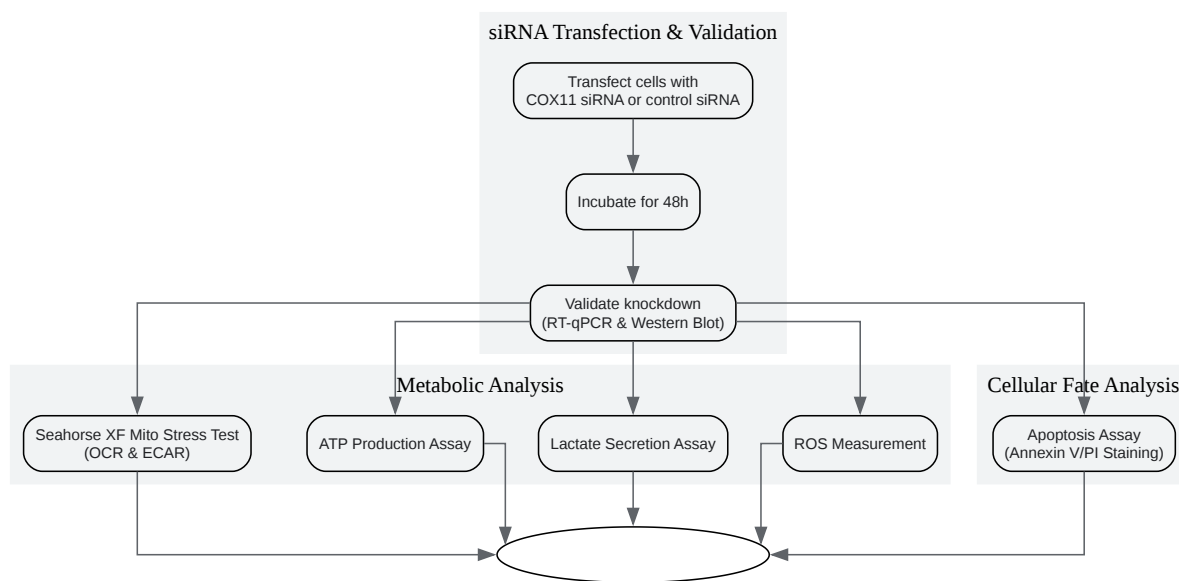 siRNA Transfection & Validation
Transfect cells with
COX11 siRNA or control siRNA
Incubate for 48h
Validate knockdown
(RT-qPCR & Western Blot)
Metabolic Analysis
Cellular Fate Analysis
Seahorse XF Mito Stress Test
(OCR & ECAR)
ATP Production Assay
Lactate Secretion Assay
ROS Measurement
Apoptosis Assay
(Annexin V/PI Staining)